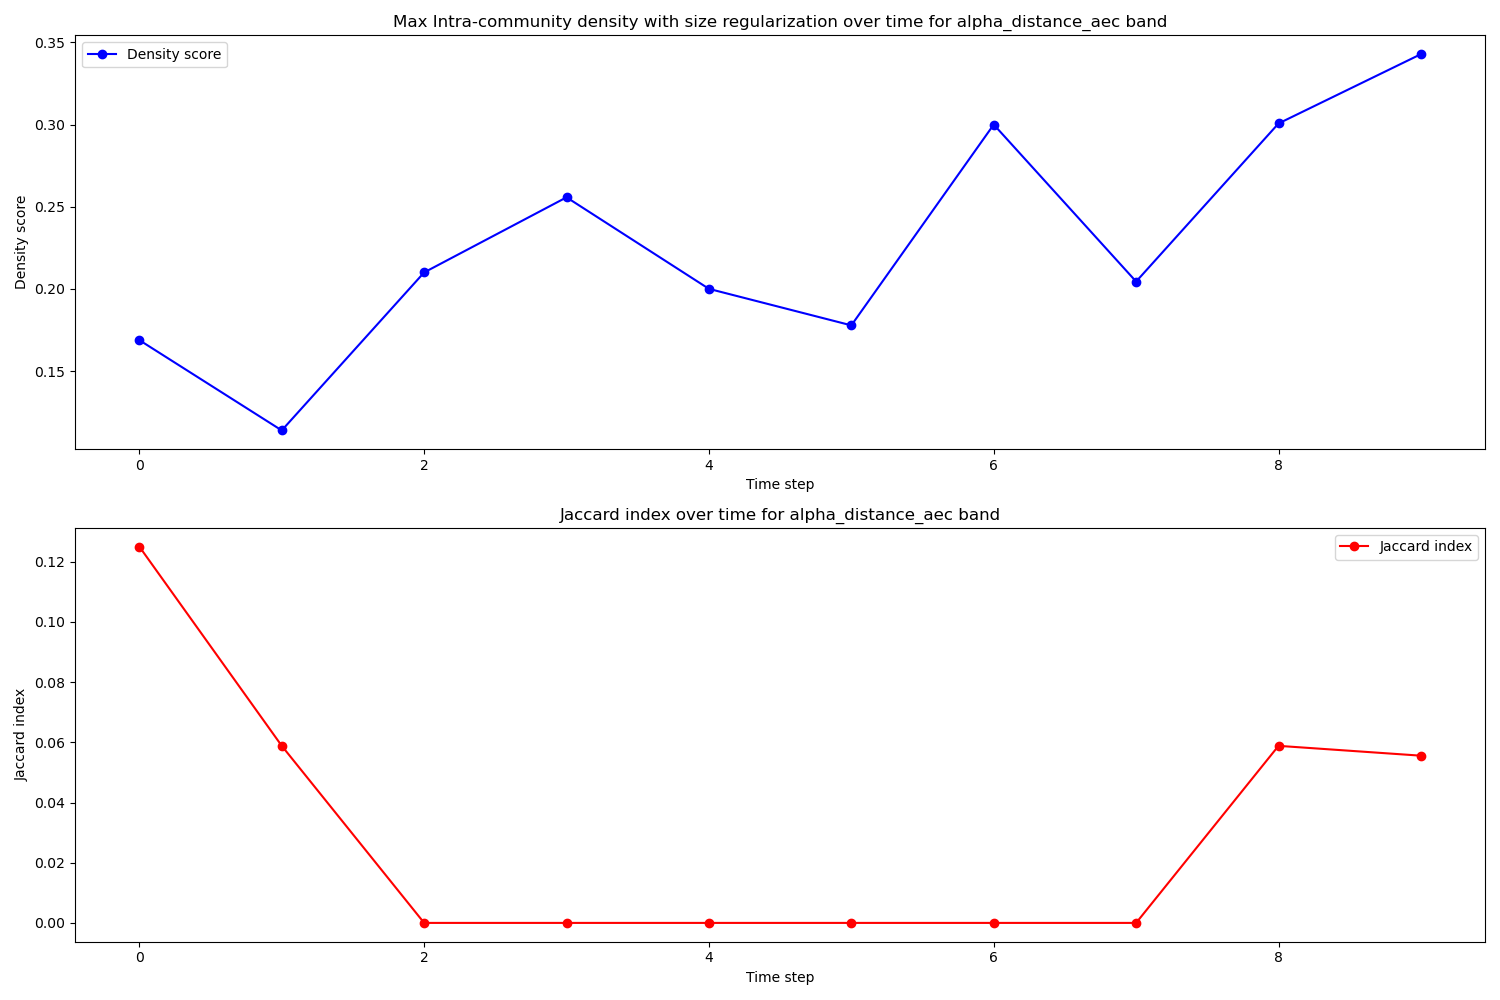 Max Intra-community density with size regularization over time for alpha_distance_aec band
Density score
0.35
0.30
0.25
0.20
0.15
Density score
0 2 4 6 8
Time step
Jaccard index over time for alpha_distance_aec band
Jaccard index
0.12
0.10
0.08
0.06
0.04
0.02
0.00
Jaccard index
0 2 4 6 8
Time step